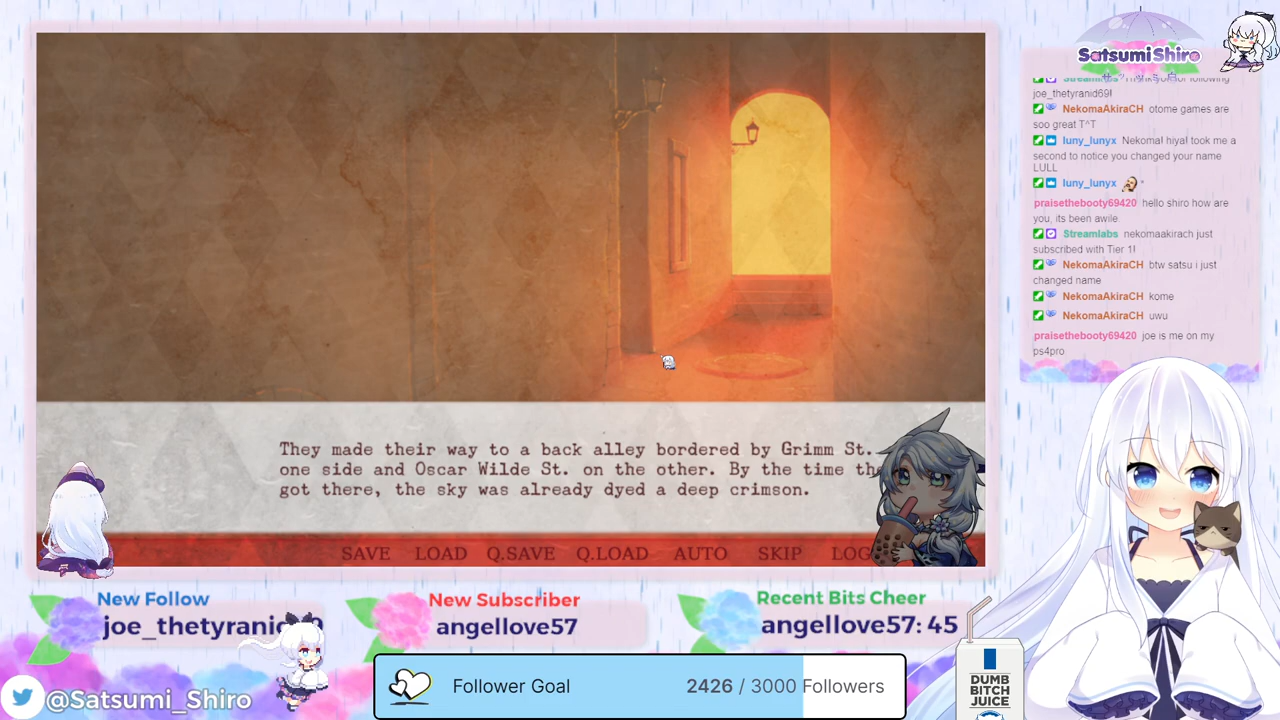 They made their way to a back alley bordered by Grimm St.
one side and Oscar Wilde St. on the other. By the time
got there, the sky was already dyed a deep crimson.
SAVE LOAD Q.SAVE Q.LOAD AUTO SKIP LOG
SatsumiShiro
joe_thetyranid69!
NekomaAkiraCH otome games are
soo great T^T
luny_lunyx Nekoma! hiya! took me a
second to notice you changed your name
LULL
luny_lunyx
praisethebooty69420 hello shiro how are
you, its been awile.
Streamlabs nekomaakirach just
subscribed with Tier 1!
NekomaAkiraCH btw satsu i just
changed name
NekomaAkiraCH kome
NekomaAkiraCH uwu
praisethebooty69420 joe is me on my
ps4pro
New Follow
New Subscriber
angellove57
Recent Bits Cheer
angellove57: 45
Follower Goal 2426 / 3000 Followers
@Satsumi_Shiro
DUMB
BITCH
JUICE